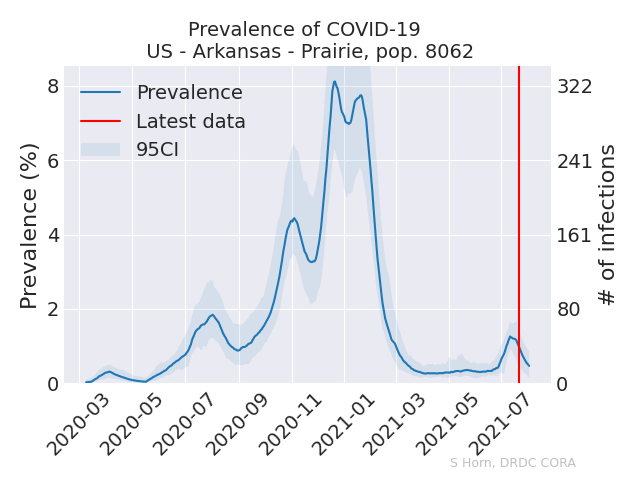 Prevalence of COVID-19
US - Arkansas - Prairie, pop. 8062
Prevalence
Latest data
95CI
Prevalence (%)
8
6
4
2
0
# of infections
322
241
161
80
0
2020-03
2020-05
2020-07
2020-09
2020-11
2021-01
2021-03
2021-05
2021-07
S Horn, DRDC CORA